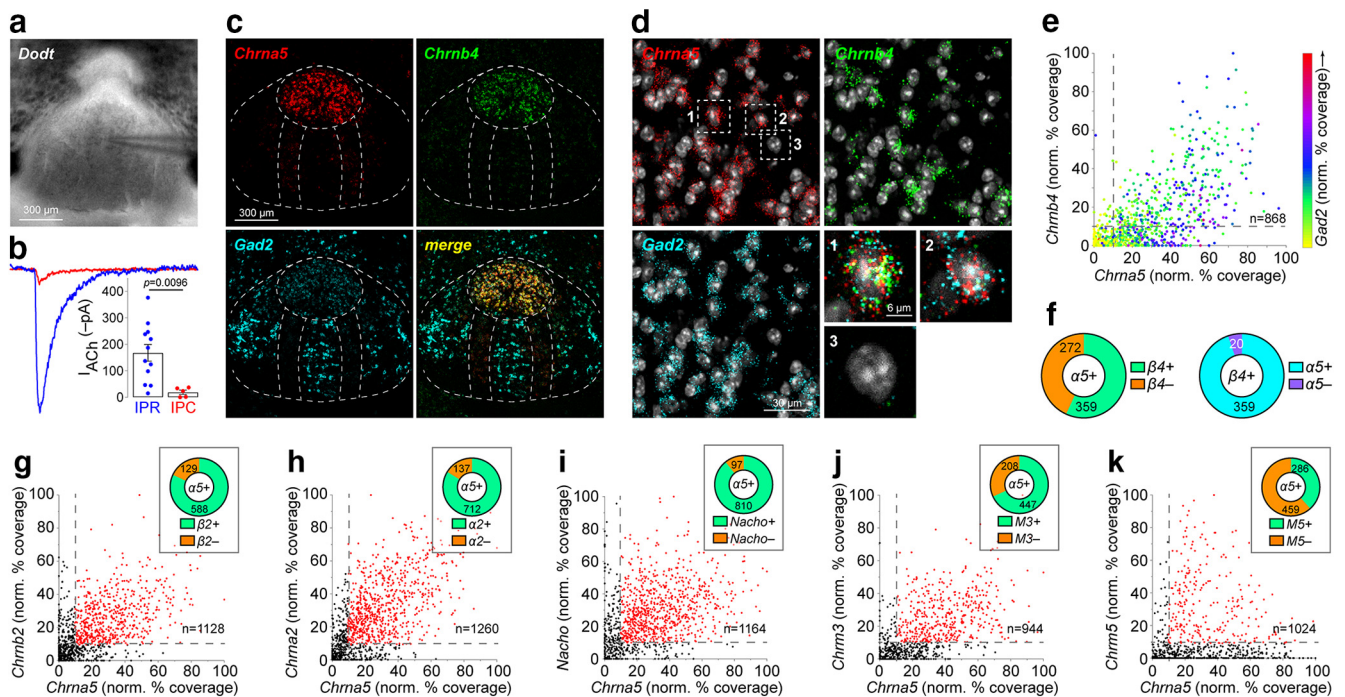 a
Dodt
300 µm
b
p=0.0096
I ACh (–pA)
400
300
200
100
0
IPR
IPC
c
Chrna5
Chrnb4
300 µm
Gad2
merge
d
Chrna5
Chrnb4
1
2
3
Gad2
30 µm
1
2
6 µm
3
e
Chrnb4 (norm. % coverage)
100
80
60
40
20
0
n=868
0 20 40 60 80 100
Chrna5 (norm. % coverage)
Gad2 (norm. % coverage) →
f
272
α5+
359
β4+
β4–
20
β4+
359
α5+
α5–
g
129
α5+
588
β2+
β2–
Chrnb2 (norm. % coverage)
100
80
60
40
20
0
n=1128
0 20 40 60 80 100
Chrna5 (norm. % coverage)
h
137
α5+
712
α2+
α2–
Chrna2 (norm. % coverage)
100
80
60
40
20
0
n=1260
0 20 40 60 80 100
Chrna5 (norm. % coverage)
i
97
α5+
810
Nacho+
Nacho–
Nacho (norm. % coverage)
100
80
60
40
20
0
n=1164
0 20 40 60 80 100
Chrna5 (norm. % coverage)
j
208
α5+
447
M3+
M3–
Chrm3 (norm. % coverage)
100
80
60
40
20
0
n=944
0 20 40 60 80 100
Chrna5 (norm. % coverage)
k
286
α5+
459
M5+
M5–
Chrm5 (norm. % coverage)
100
80
60
40
20
0
n=1024
0 20 40 60 80 100
Chrna5 (norm. % coverage)